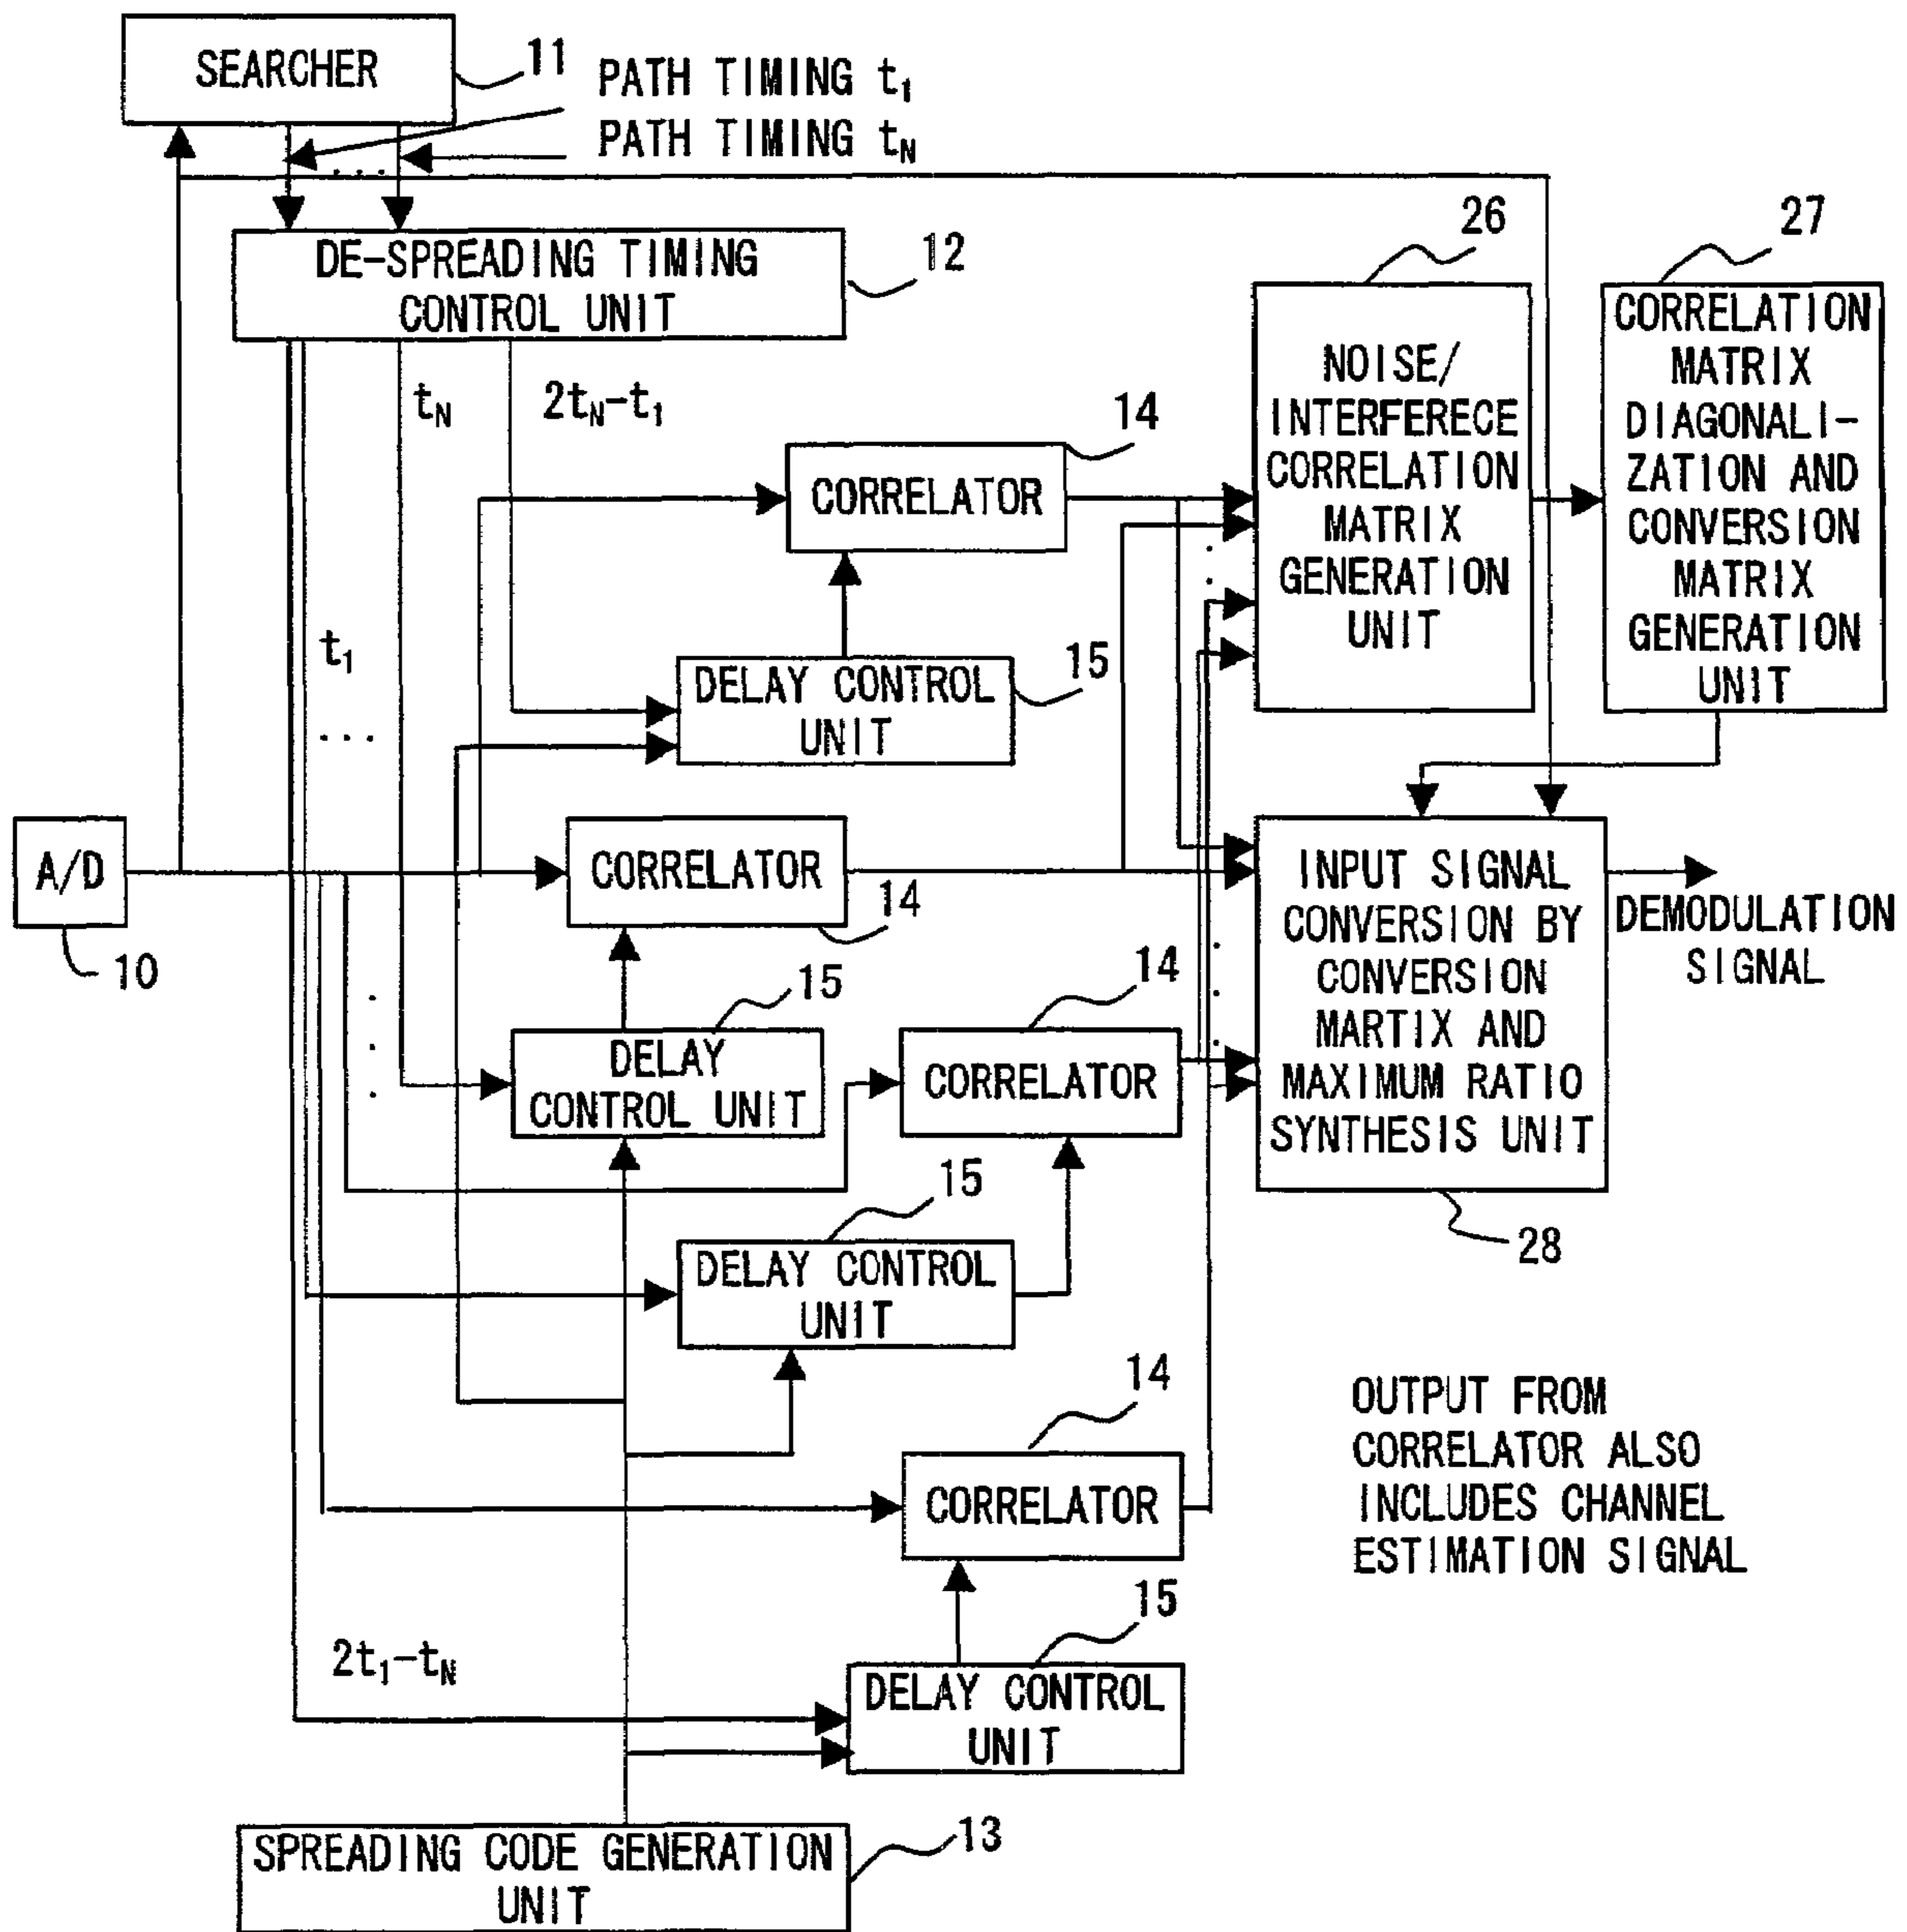 SEARCHER
11
PATH TIMING t₁
PATH TIMING tN
. . .
DE-SPREADING TIMING
CONTROL UNIT
12
26
27
NOISE/
INTERFERECE
CORRELATION
MATRIX
GENERATION
UNIT
CORRELATION
MATRIX
DIAGONALI-
ZATION AND
CONVERSION
MATRIX
GENERATION
UNIT
tN
2tN-t₁
14
CORRELATOR
t₁
. . .
15
DELAY CONTROL
UNIT
A/D
10
CORRELATOR
14
INPUT SIGNAL
CONVERSION BY
CONVERSION
MARTIX AND
MAXIMUM RATIO
SYNTHESIS UNIT
28
DEMODULATION
SIGNAL
15
DELAY
CONTROL UNIT
14
CORRELATOR
15
DELAY CONTROL
UNIT
14
CORRELATOR
OUTPUT FROM
CORRELATOR ALSO
INCLUDES CHANNEL
ESTIMATION SIGNAL
2t₁-tN
15
DELAY CONTROL
UNIT
SPREADING CODE GENERATION
UNIT
13